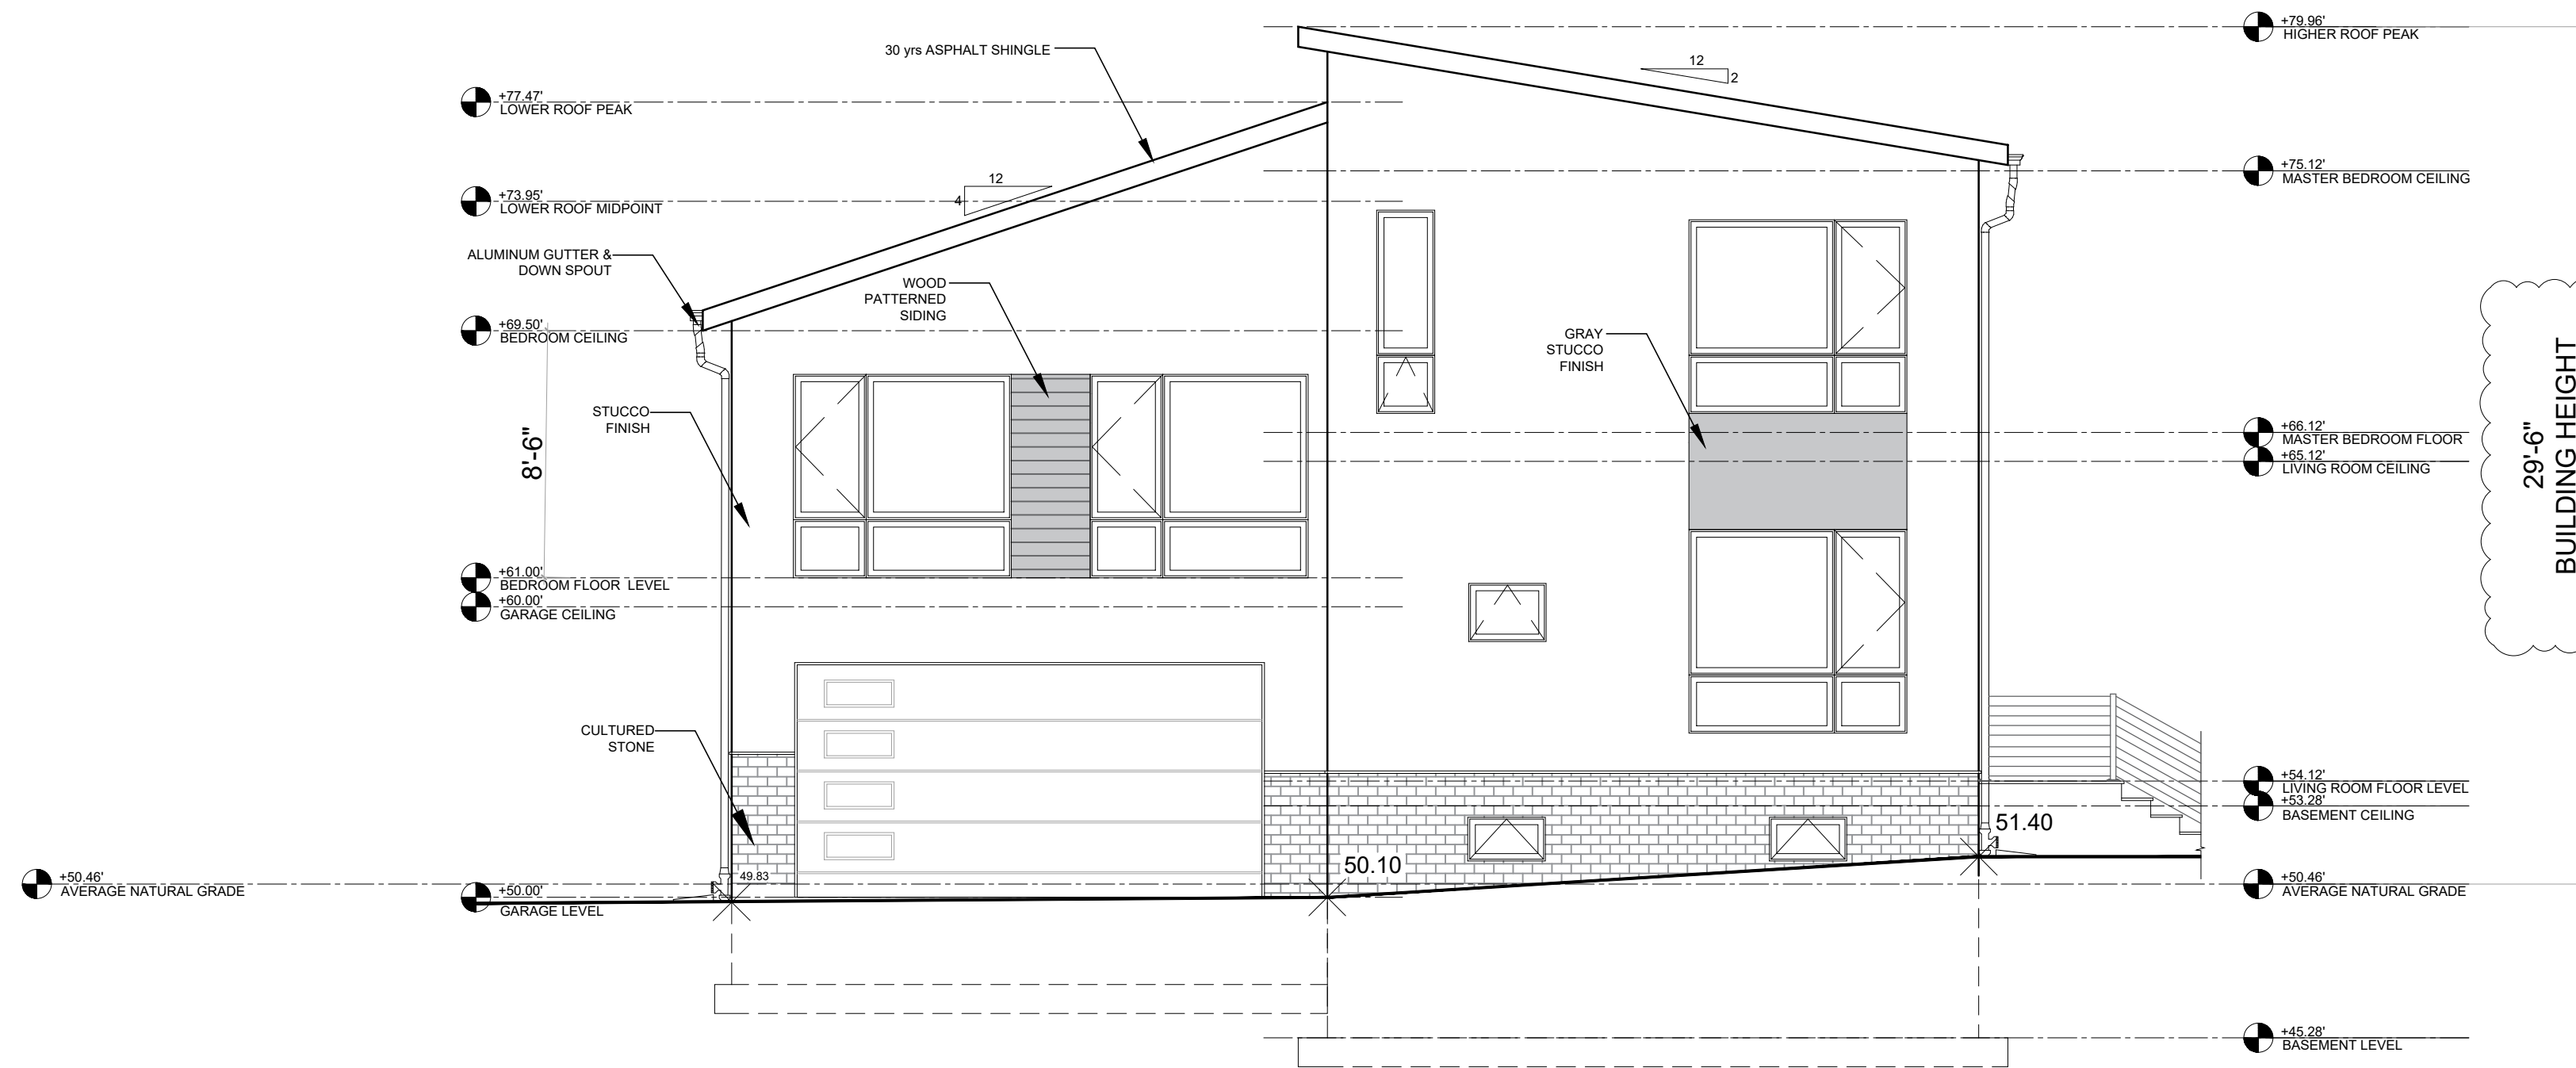 +79.96'
HIGHER ROOF PEAK
30 yrs ASPHALT SHINGLE
12
2
+77.47'
LOWER ROOF PEAK
+75.12'
MASTER BEDROOM CEILING
12
4
+73.95'
LOWER ROOF MIDPOINT
ALUMINUM GUTTER &
DOWN SPOUT
WOOD
PATTERNED
SIDING
+69.50'
BEDROOM CEILING
GRAY
STUCCO
FINISH
STUCCO
FINISH
8'-6"
+66.12'
MASTER BEDROOM FLOOR
+65.12'
LIVING ROOM CEILING
29'-6"
BUILDING HEIGHT
+61.00'
BEDROOM FLOOR LEVEL
+60.00'
GARAGE CEILING
CULTURED
STONE
+54.12'
LIVING ROOM FLOOR LEVEL
+53.28'
BASEMENT CEILING
51.40
50.10
49.83
+50.46'
AVERAGE NATURAL GRADE
+50.00'
GARAGE LEVEL
+50.46'
AVERAGE NATURAL GRADE
+45.28'
BASEMENT LEVEL